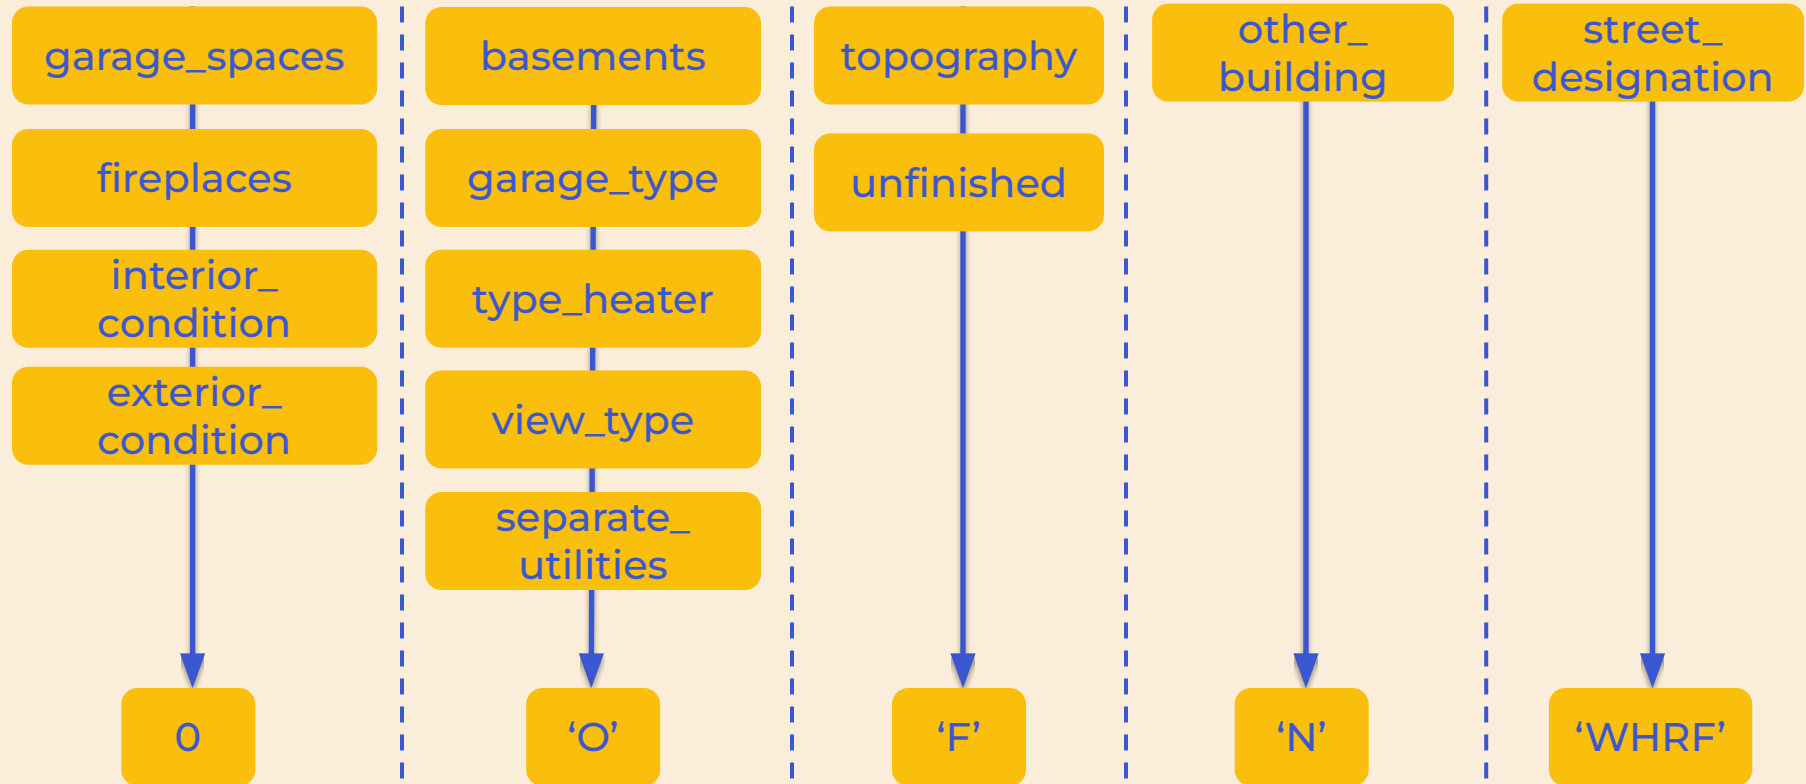 garage_spaces
fireplaces
interior_
condition
exterior_
condition
0
basements
garage_type
type_heater
view_type
separate_
utilities
‘O’
topography
unfinished
‘F’
other_
building
‘N’
street_
designation
‘WHRF’